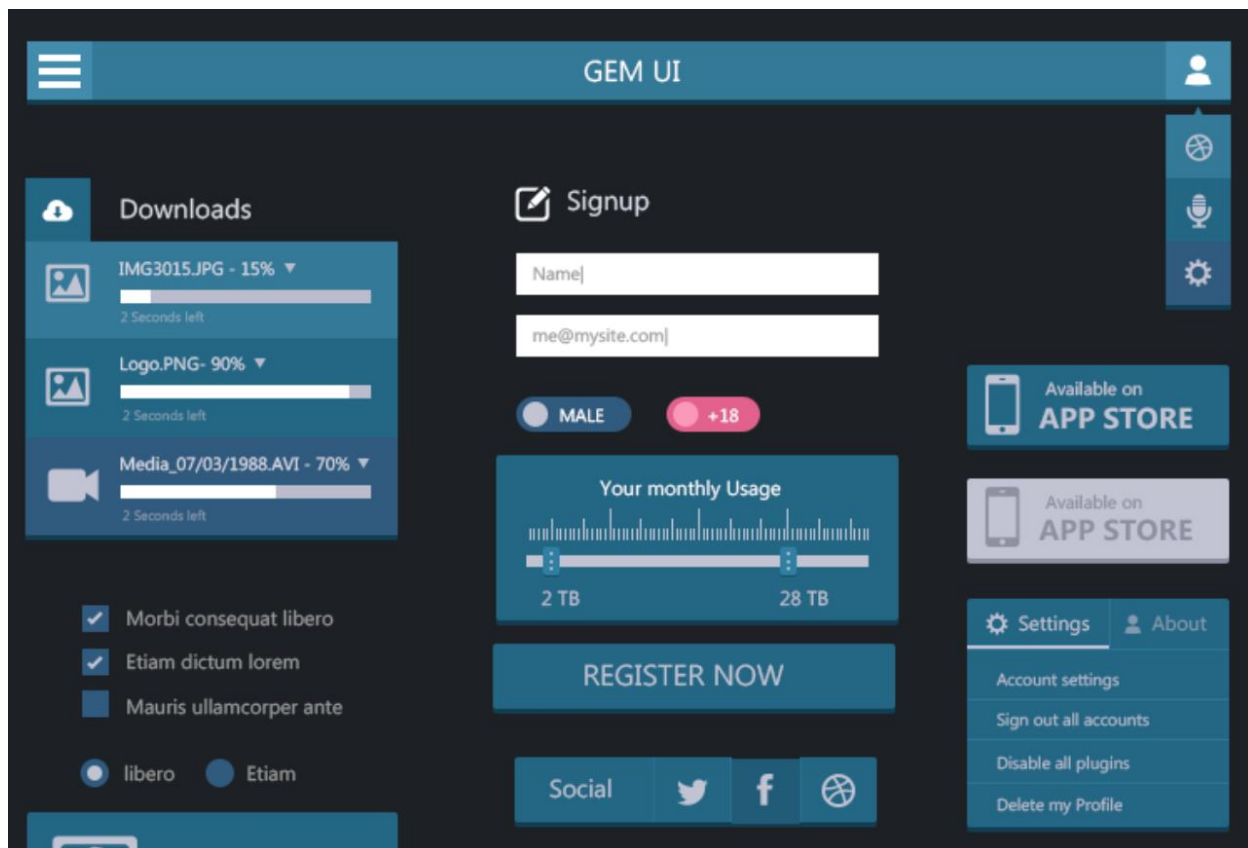 GEM UI
Downloads
IMG3015.JPG - 15%
2 Seconds left
Logo.PNG- 90%
2 Seconds left
Media_07/03/1988.AVI - 70%
2 Seconds left
Morbi consequat libero
Etiam dictum lorem
Mauris ullamcorper ante
libero Etiam
Signup
Name
me@mysite.com
MALE +18
Your monthly Usage
2 TB 28 TB
REGISTER NOW
Social
Available on
APP STORE
Available on
APP STORE
Settings About
Account settings
Sign out all accounts
Disable all plugins
Delete my Profile